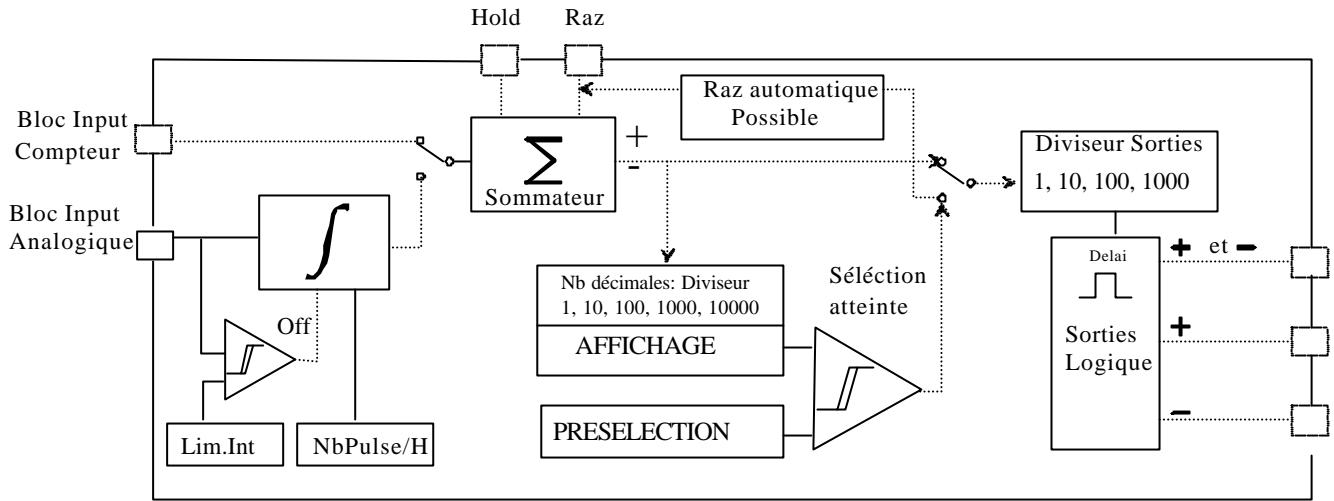 Hold
Raz
Raz automatique
Possible
Bloc Input
Compteur
+
-
∑
Sommateur
Diviseur Sorties
1, 10, 100, 1000
Bloc Input
Analogique
∫
Off
Lim.Int
NbPulse/H
Nb décimales: Diviseur
1, 10, 100, 1000, 10000
AFFICHAGE
PRESELECTION
Séléction
atteinte
Delai
Sorties
Logique
+ et -
+
-